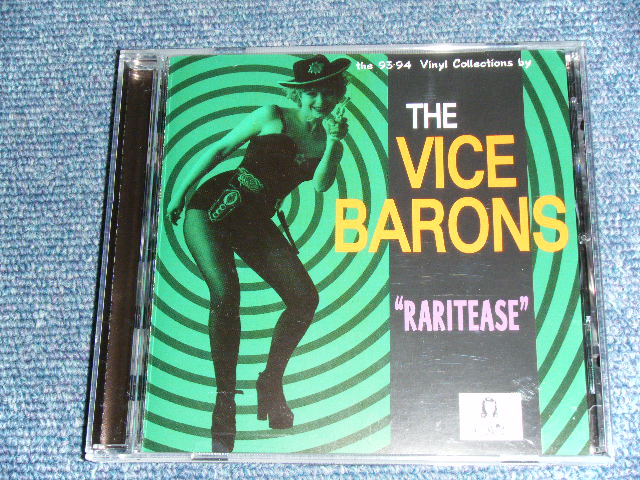 the 93-94 Vinyl Collections by
THE
VICE
BARONS
"RARITEASE"